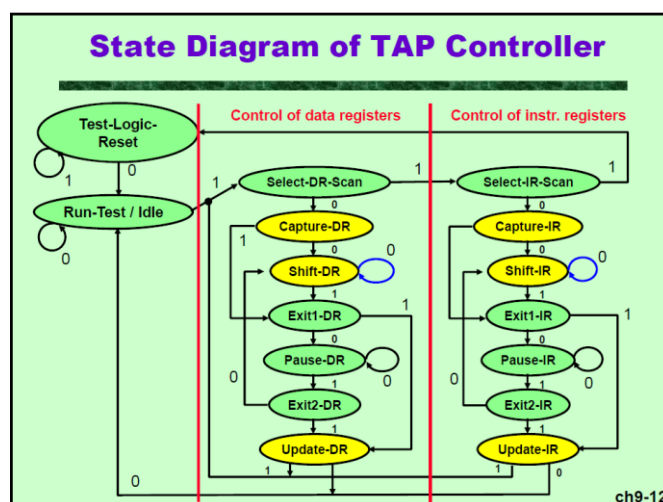 State Diagram of TAP Controller
Control of data registers
Control of instr. registers
Test-Logic-
Reset
1
0
Run-Test / Idle
0
1
Select-DR-Scan
1
Select-IR-Scan
1
0
0
Capture-DR
Capture-IR
1
0
0
Shift-DR
0
Shift-IR
0
1
1
Exit1-DR
1
Exit1-IR
1
0
0
Pause-DR
0
Pause-IR
0
0
1
0
1
Exit2-DR
Exit2-IR
1
1
Update-DR
Update-IR
1
0
1
0
ch9-12